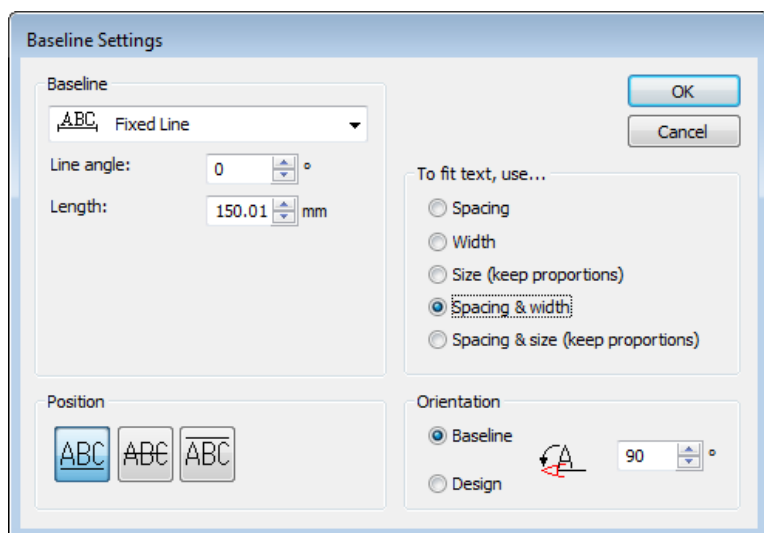 Baseline Settings
Baseline
ABC Fixed Line
Line angle: 0 °
Length: 150.01 mm
OK
Cancel
To fit text, use...
Spacing
Width
Size (keep proportions)
Spacing & width
Spacing & size (keep proportions)
Position
ABC ABC ABC
Orientation
Baseline
Design
A 90 °